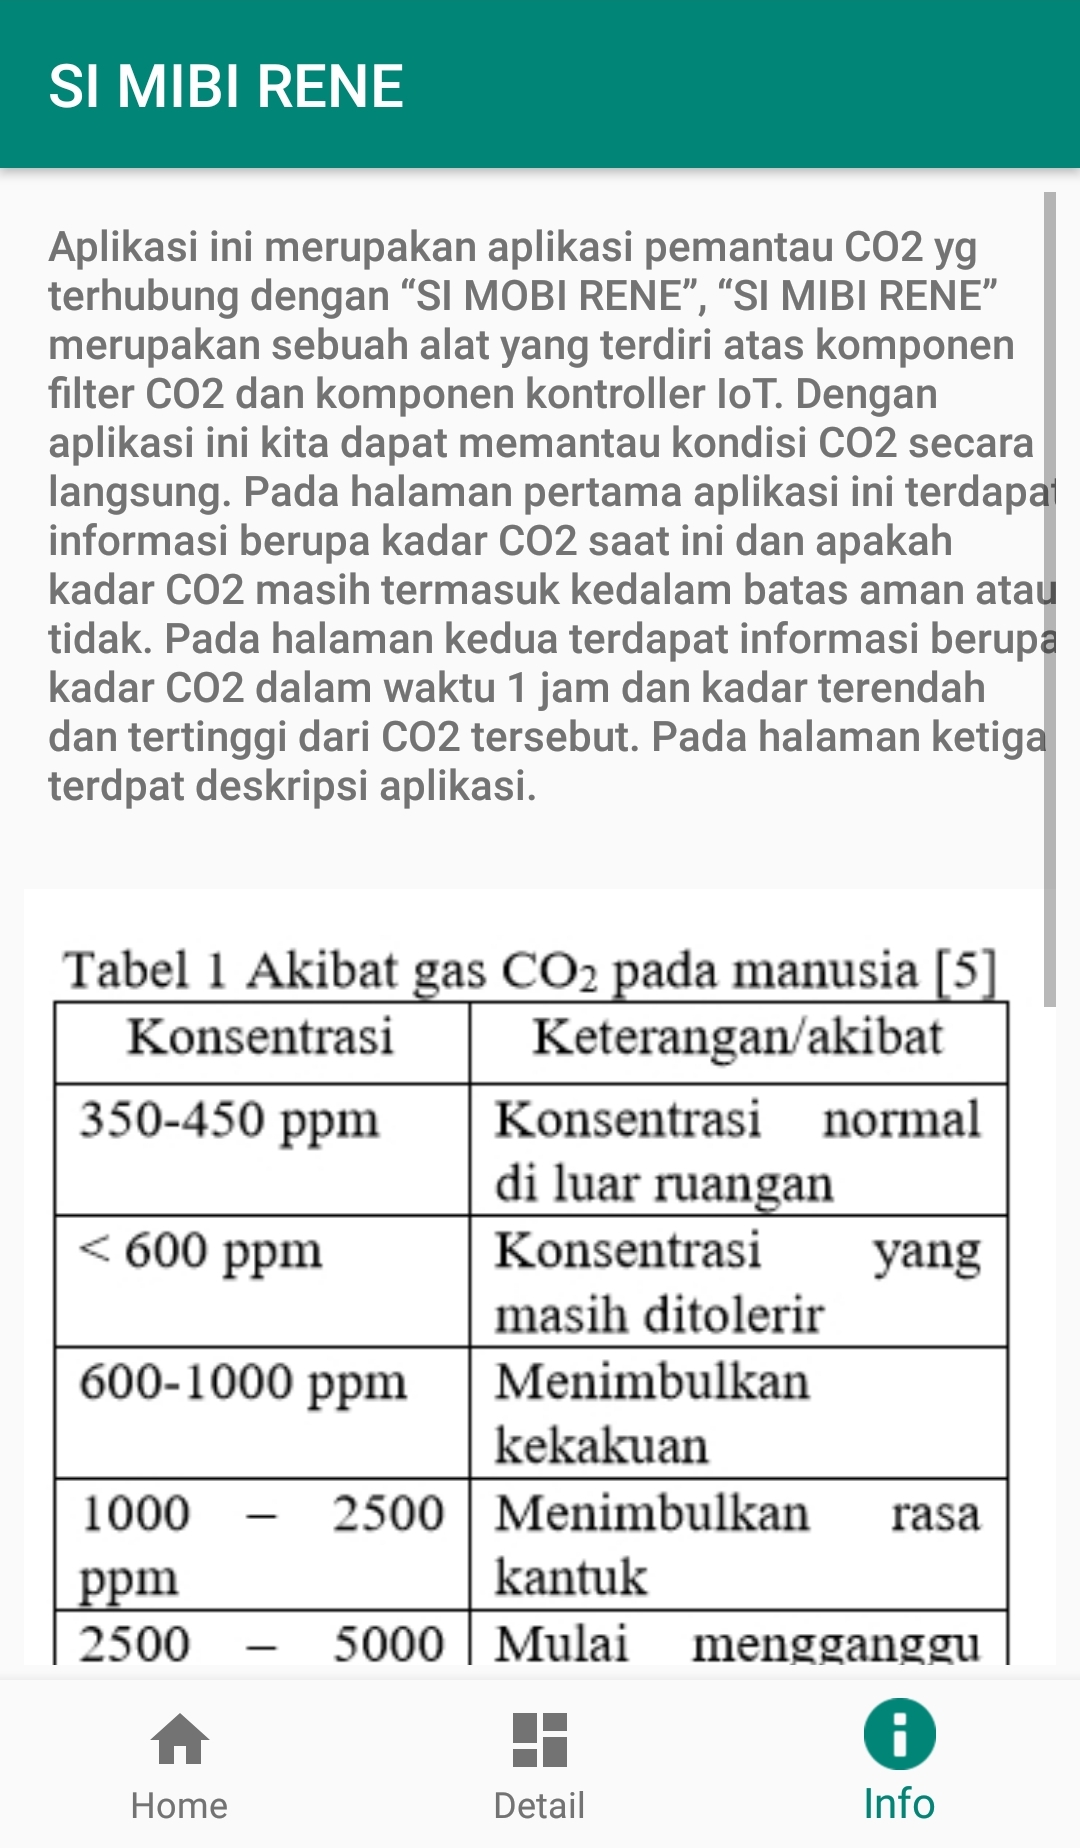 SI MIBI RENE
Aplikasi ini merupakan aplikasi pemantau CO2 yg
terhubung dengan “SI MOBI RENE”, “SI MIBI RENE”
merupakan sebuah alat yang terdiri atas komponen
filter CO2 dan komponen kontroller IoT. Dengan
aplikasi ini kita dapat memantau kondisi CO2 secara
langsung. Pada halaman pertama aplikasi ini terdapat
informasi berupa kadar CO2 saat ini dan apakah
kadar CO2 masih termasuk kedalam batas aman atau
tidak. Pada halaman kedua terdapat informasi berupa
kadar CO2 dalam waktu 1 jam dan kadar terendah
dan tertinggi dari CO2 tersebut. Pada halaman ketiga
terdpat deskripsi aplikasi.
Tabel 1 Akibat gas CO₂ pada manusia [5]
Konsentrasi Keterangan/akibat
350-450 ppm Konsentrasi normal
di luar ruangan
< 600 ppm Konsentrasi yang
masih ditolerir
600-1000 ppm Menimbulkan
kekakuan
1000 – 2500 Menimbulkan rasa
ppm kantuk
2500 – 5000 Mulai mengganggu
Home Detail Info